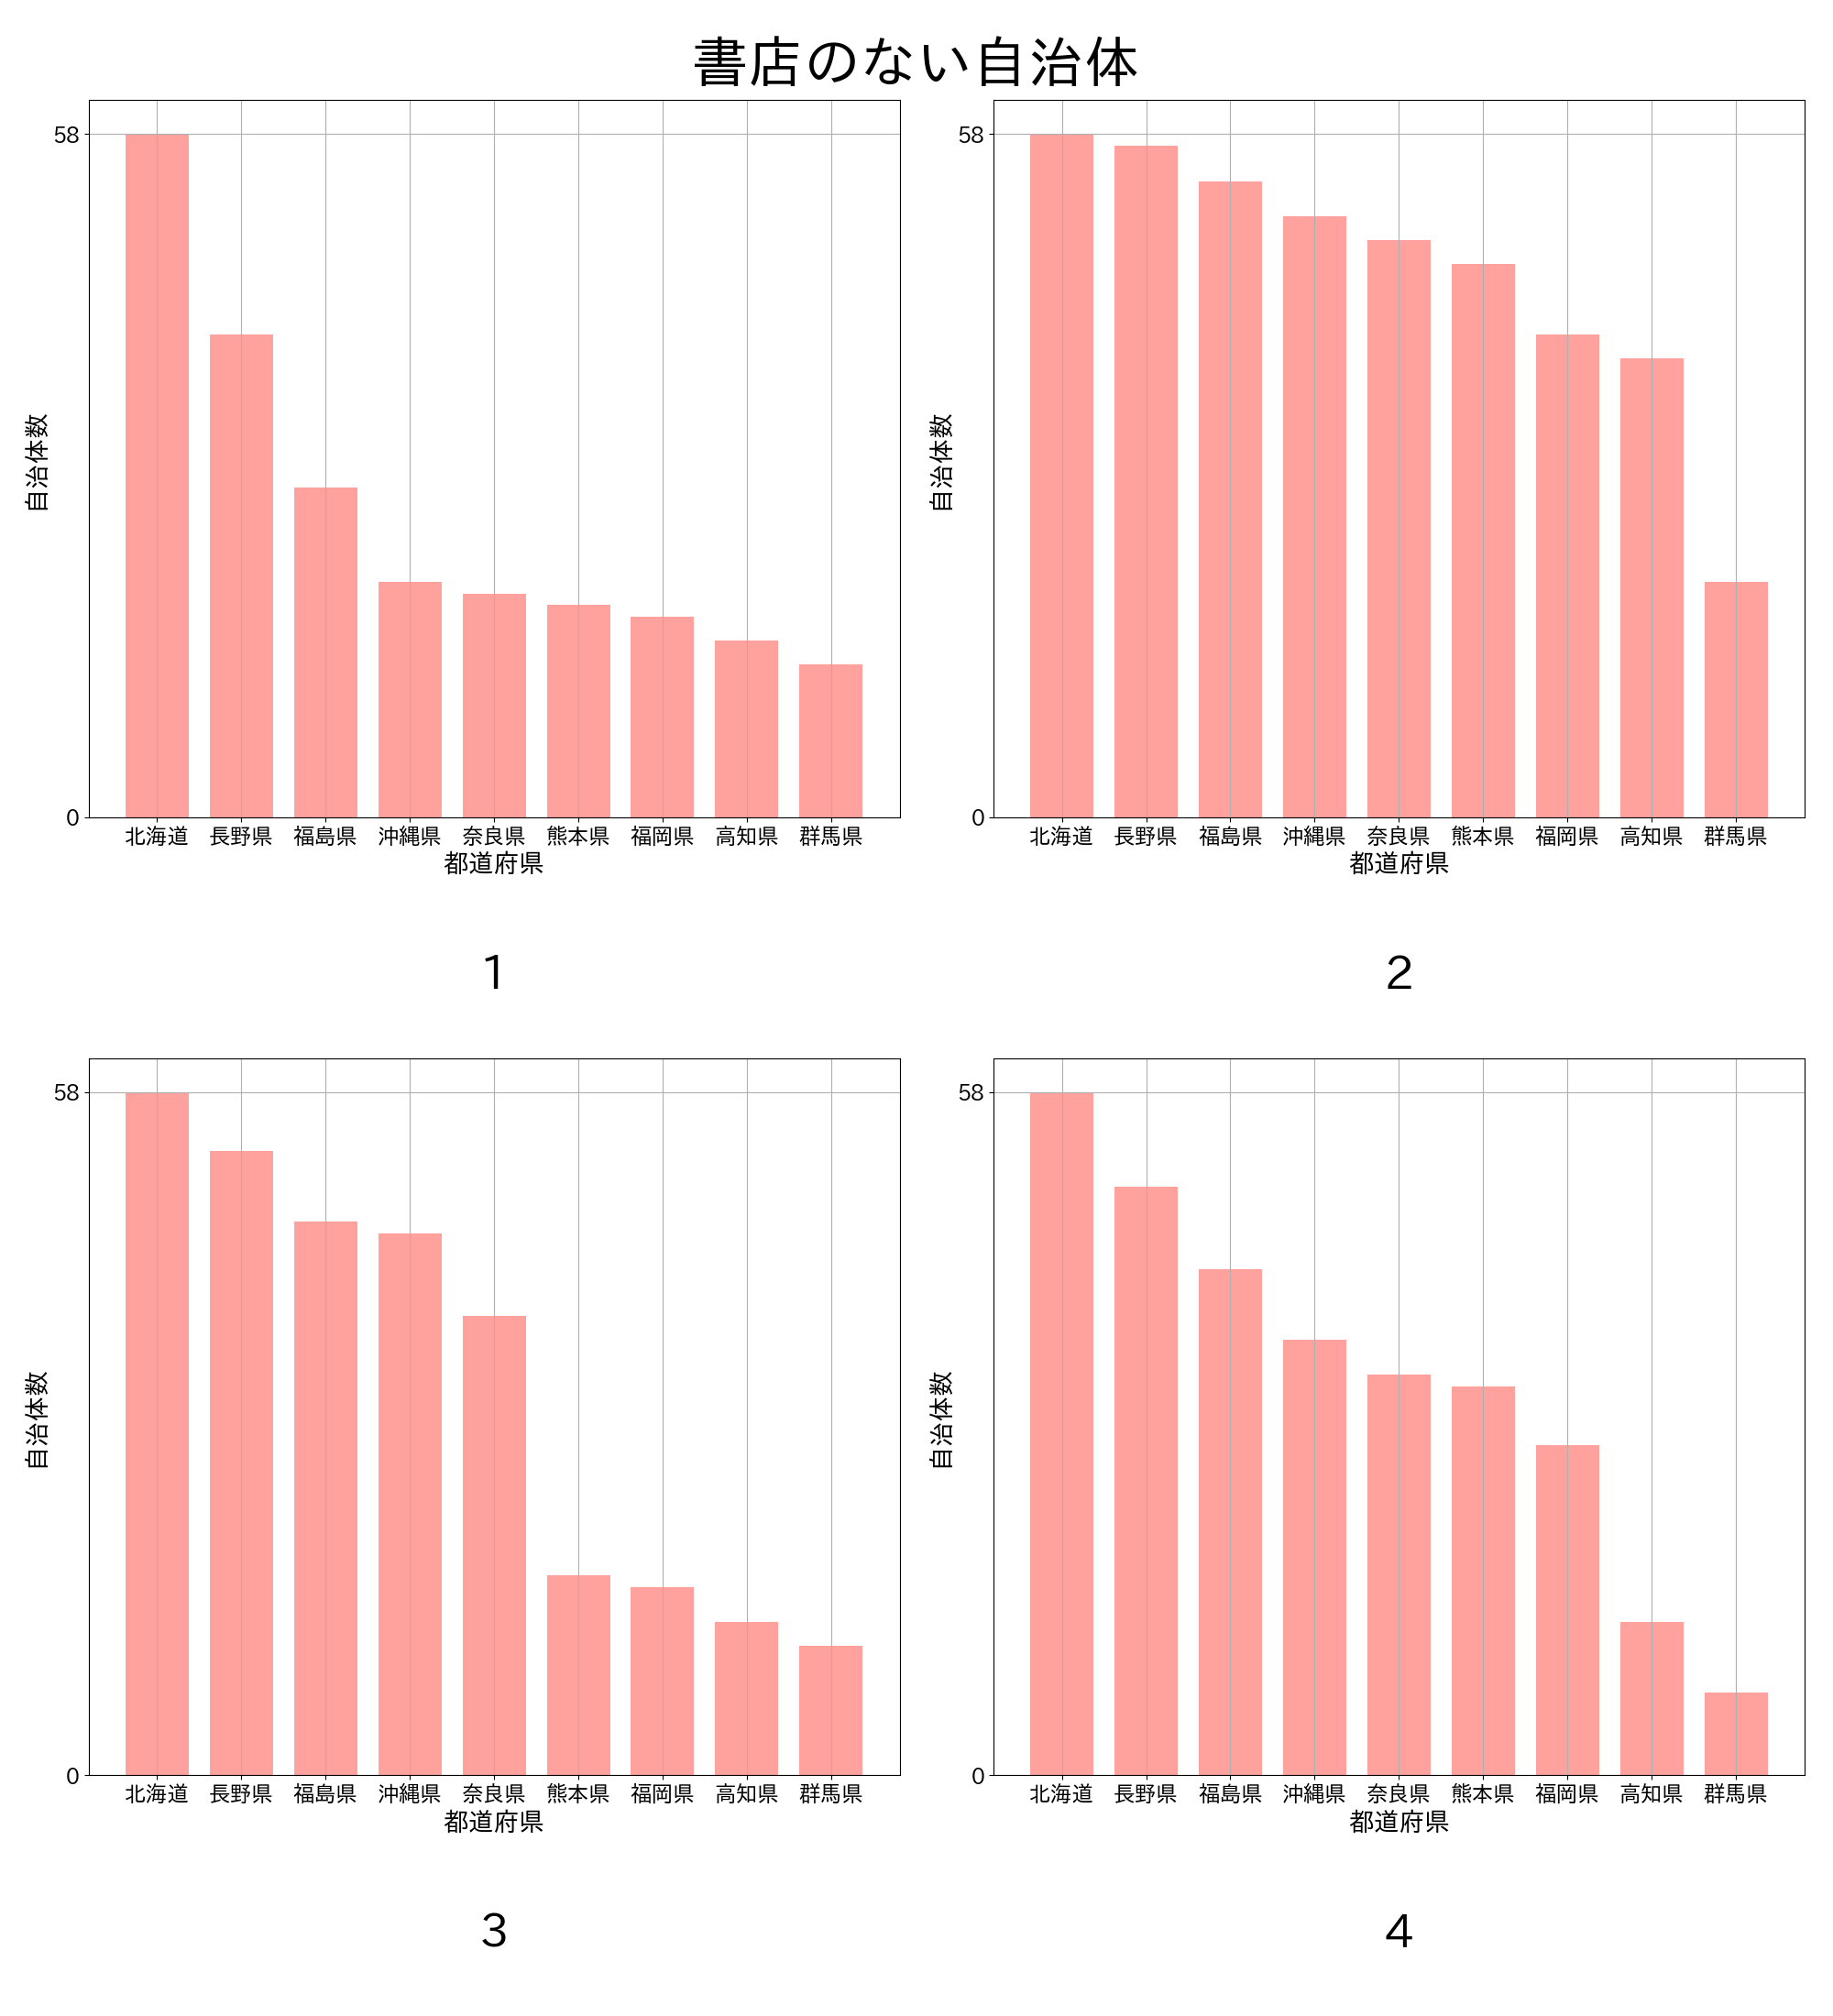 書店のない自治体
58
0
自治体数
北海道 長野県 福島県 沖縄県 奈良県 熊本県 福岡県 高知県 群馬県
都道府県
1
58
0
自治体数
北海道 長野県 福島県 沖縄県 奈良県 熊本県 福岡県 高知県 群馬県
都道府県
2
58
0
自治体数
北海道 長野県 福島県 沖縄県 奈良県 熊本県 福岡県 高知県 群馬県
都道府県
3
58
0
自治体数
北海道 長野県 福島県 沖縄県 奈良県 熊本県 福岡県 高知県 群馬県
都道府県
4